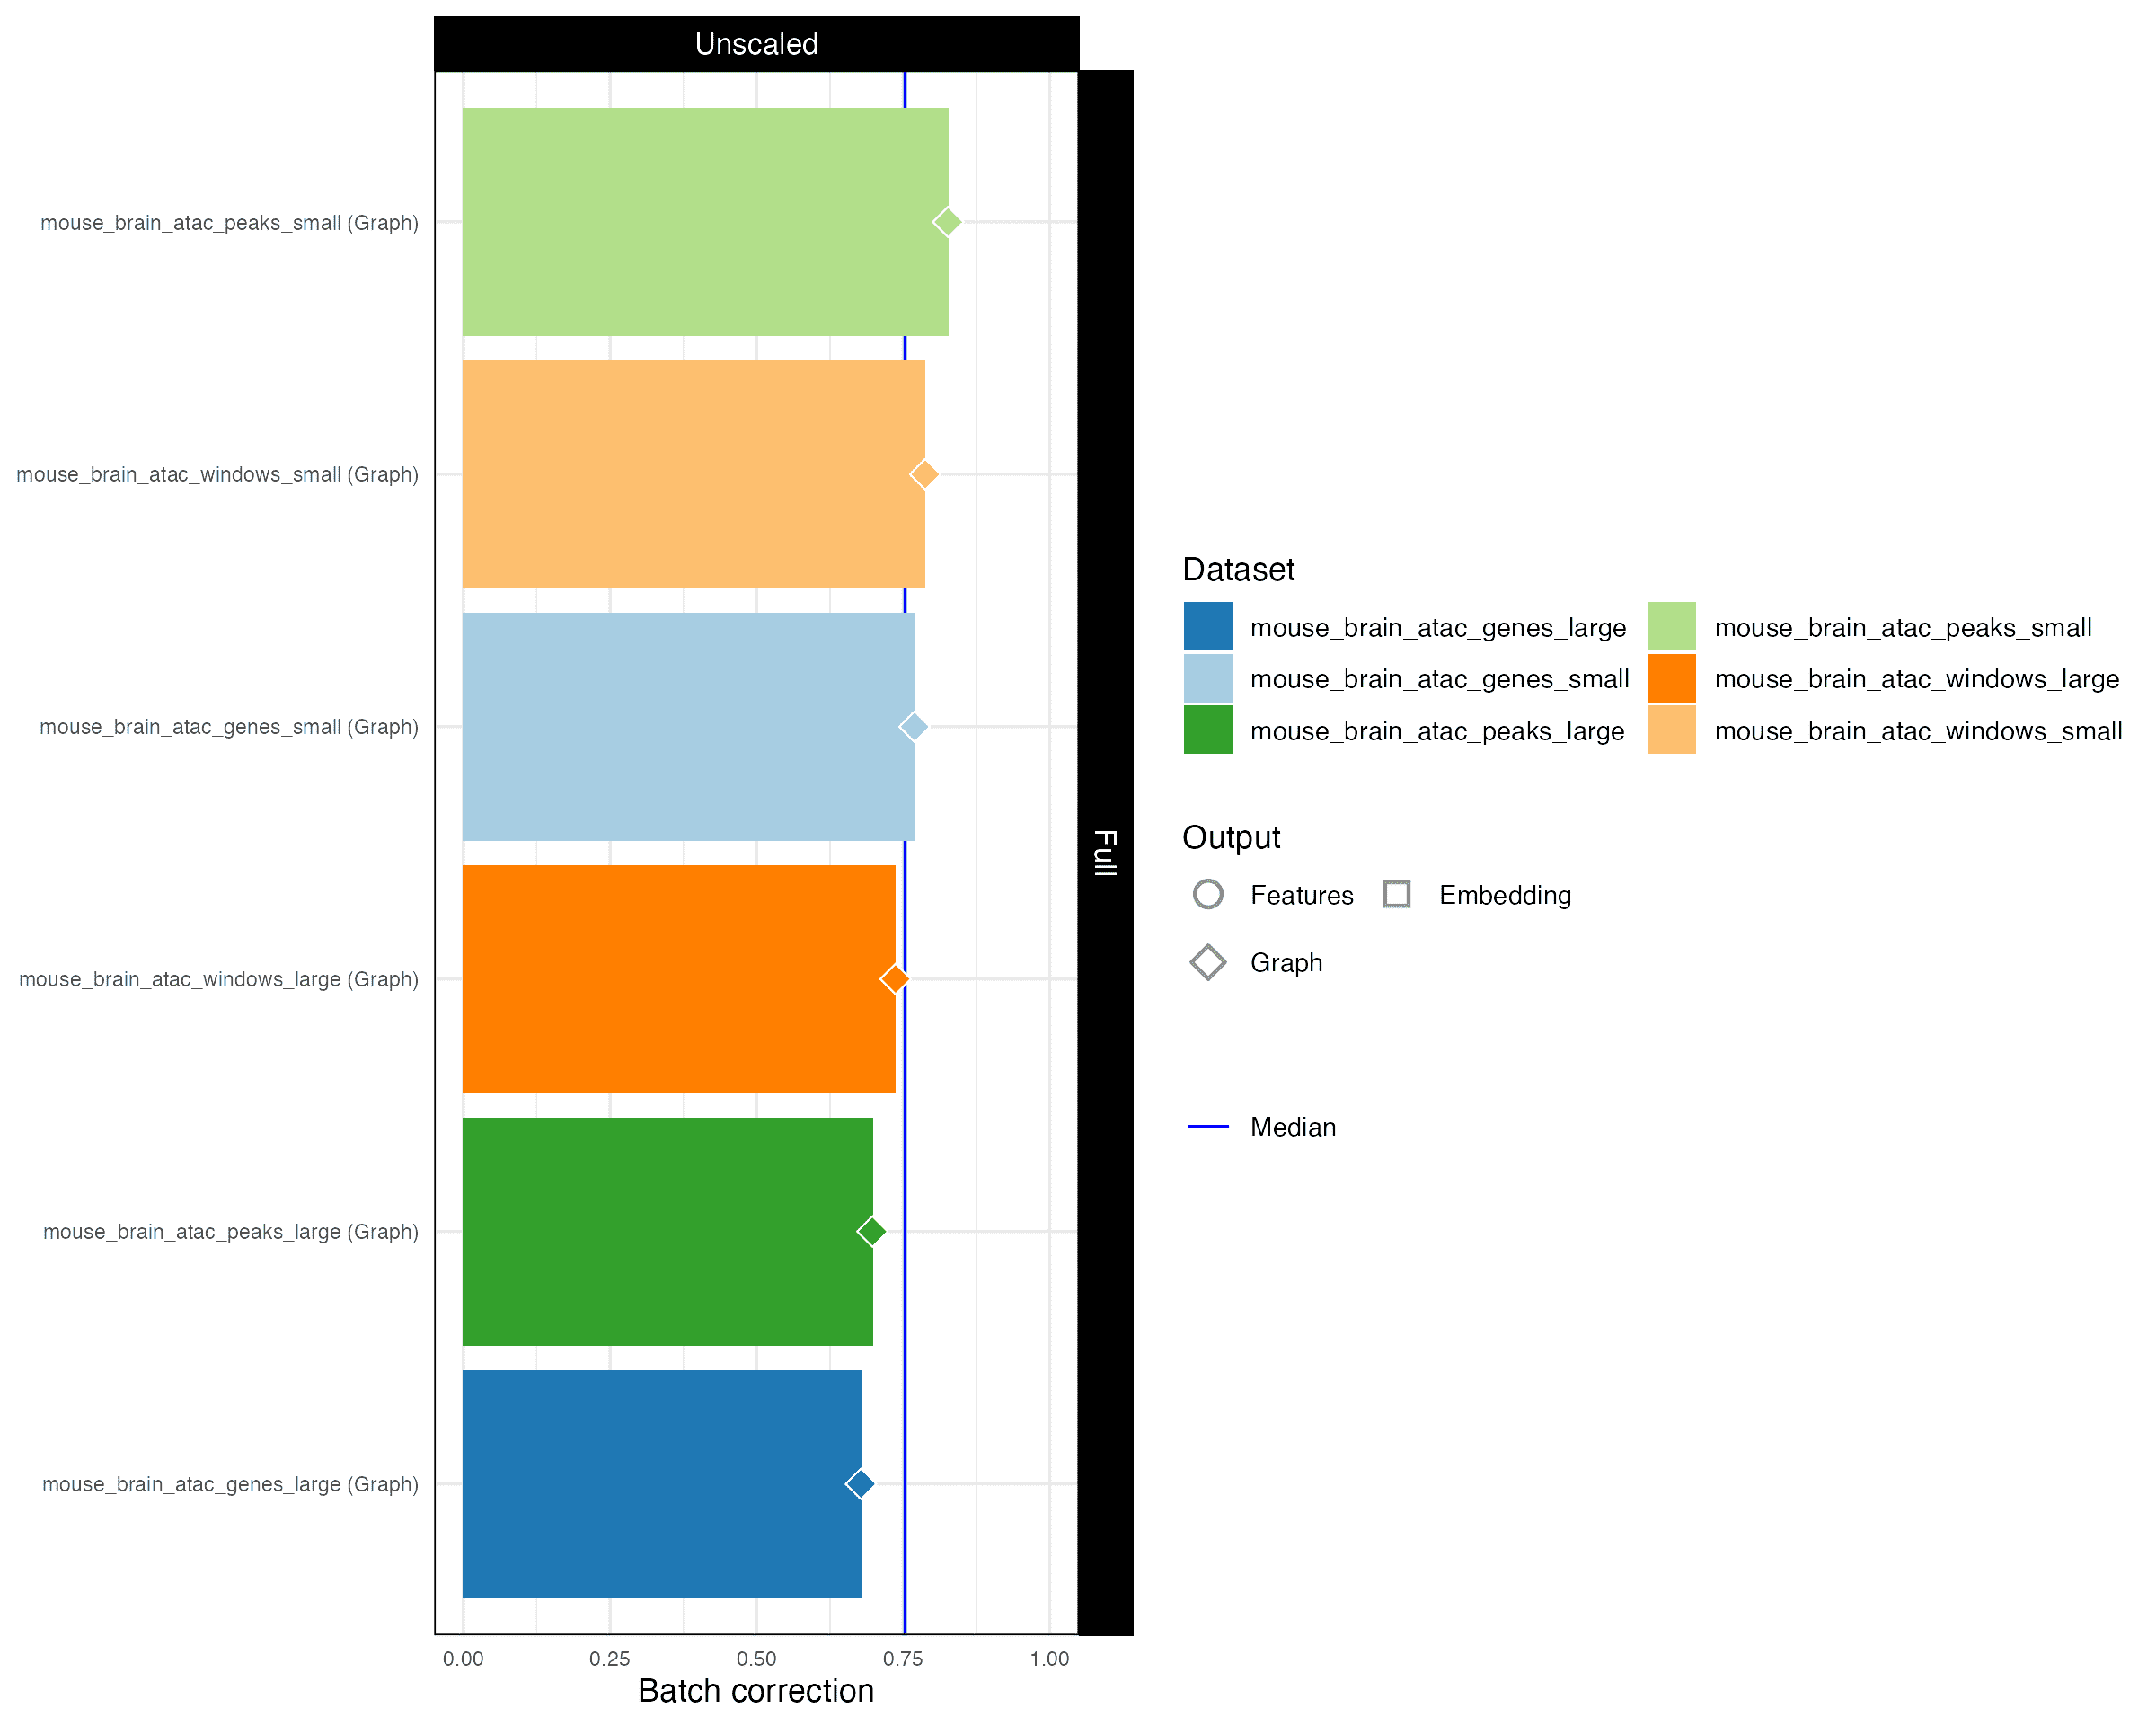 Unscaled
mouse_brain_atac_peaks_small (Graph)
mouse_brain_atac_windows_small (Graph)
mouse_brain_atac_genes_small (Graph)
mouse_brain_atac_windows_large (Graph)
mouse_brain_atac_peaks_large (Graph)
mouse_brain_atac_genes_large (Graph)
0.00 0.25 0.50 0.75 1.00
Batch correction
Full
Dataset
mouse_brain_atac_genes_large mouse_brain_atac_peaks_small
mouse_brain_atac_genes_small mouse_brain_atac_windows_large
mouse_brain_atac_peaks_large mouse_brain_atac_windows_small
Output
Features Embedding
Graph
Median